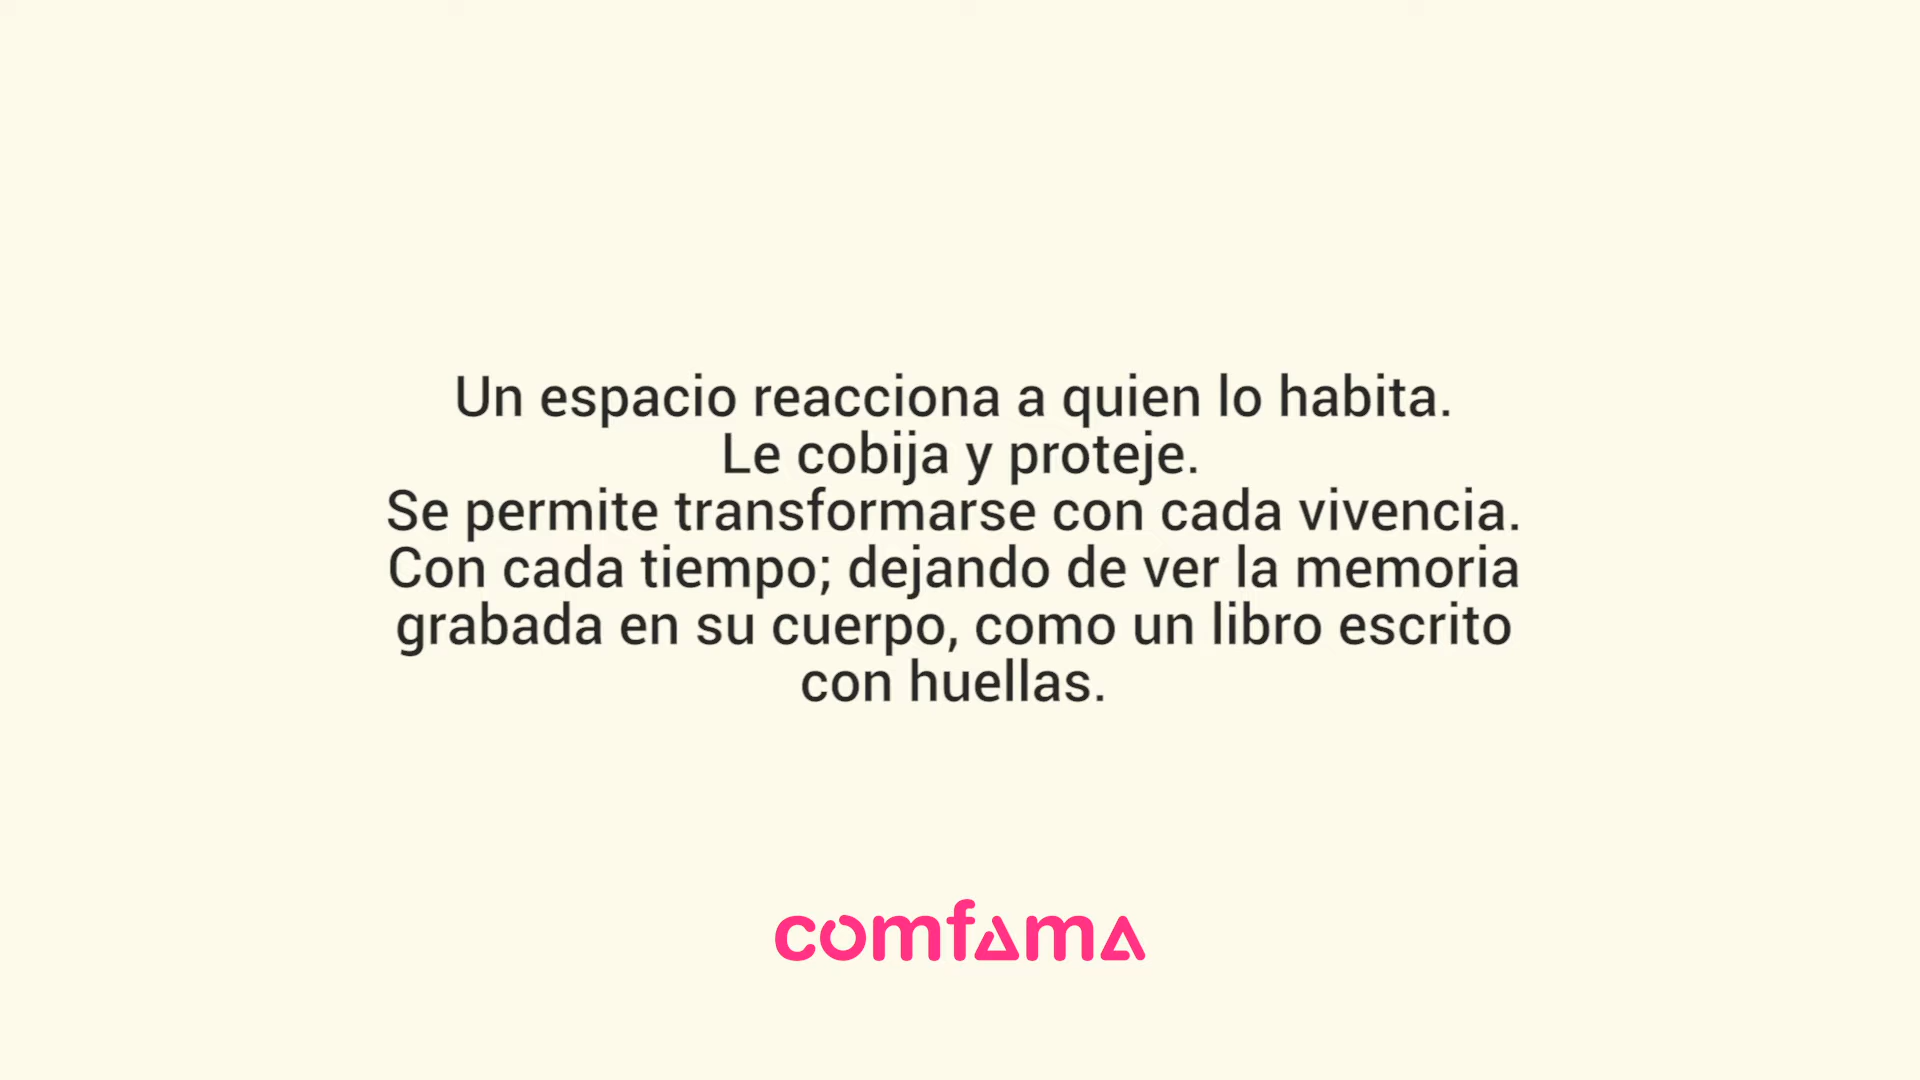 Un espacio reacciona a quien lo habita.
Le cobija y proteje.
Se permite transformarse con cada vivencia.
Con cada tiempo; dejando de ver la memoria
grabada en su cuerpo, como un libro escrito
con huellas.
comfama